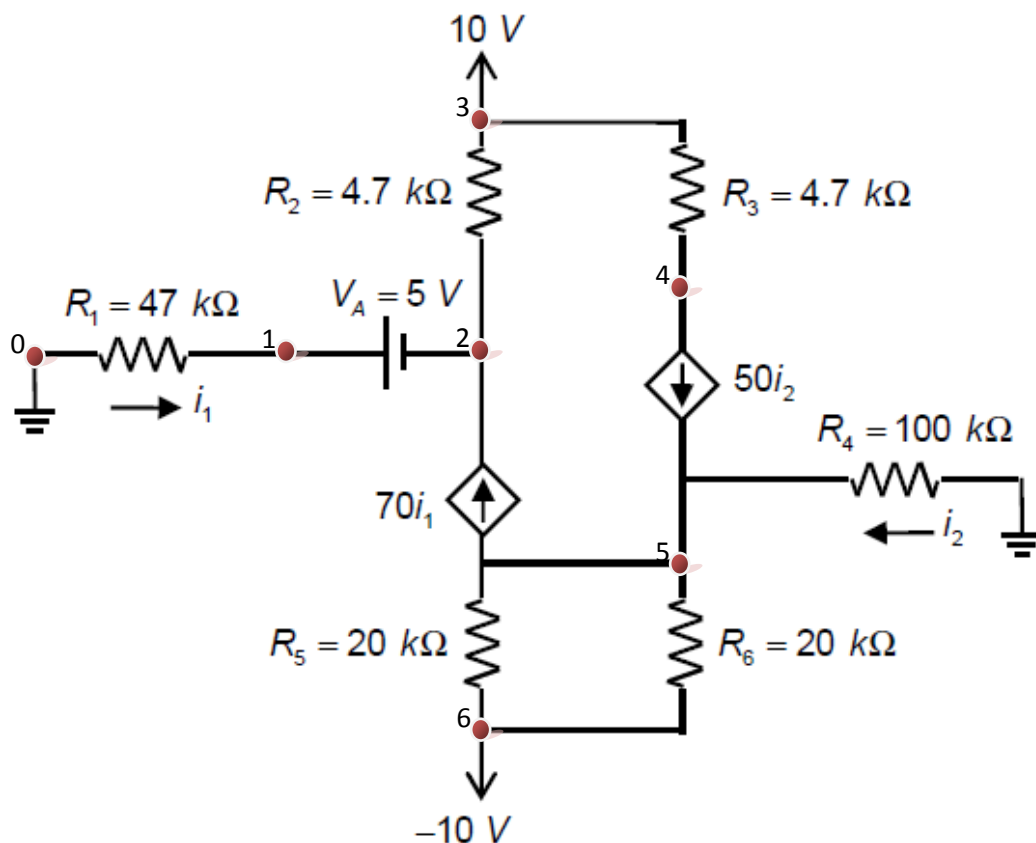 10 V
3
R₂ = 4.7 kΩ
R₃ = 4.7 kΩ
4
R₁ = 47 kΩ
V_A = 5 V
0
1
2
i₁
50i₂
R₄ = 100 kΩ
70i₁
i₂
5
R₅ = 20 kΩ
R₆ = 20 kΩ
6
−10 V